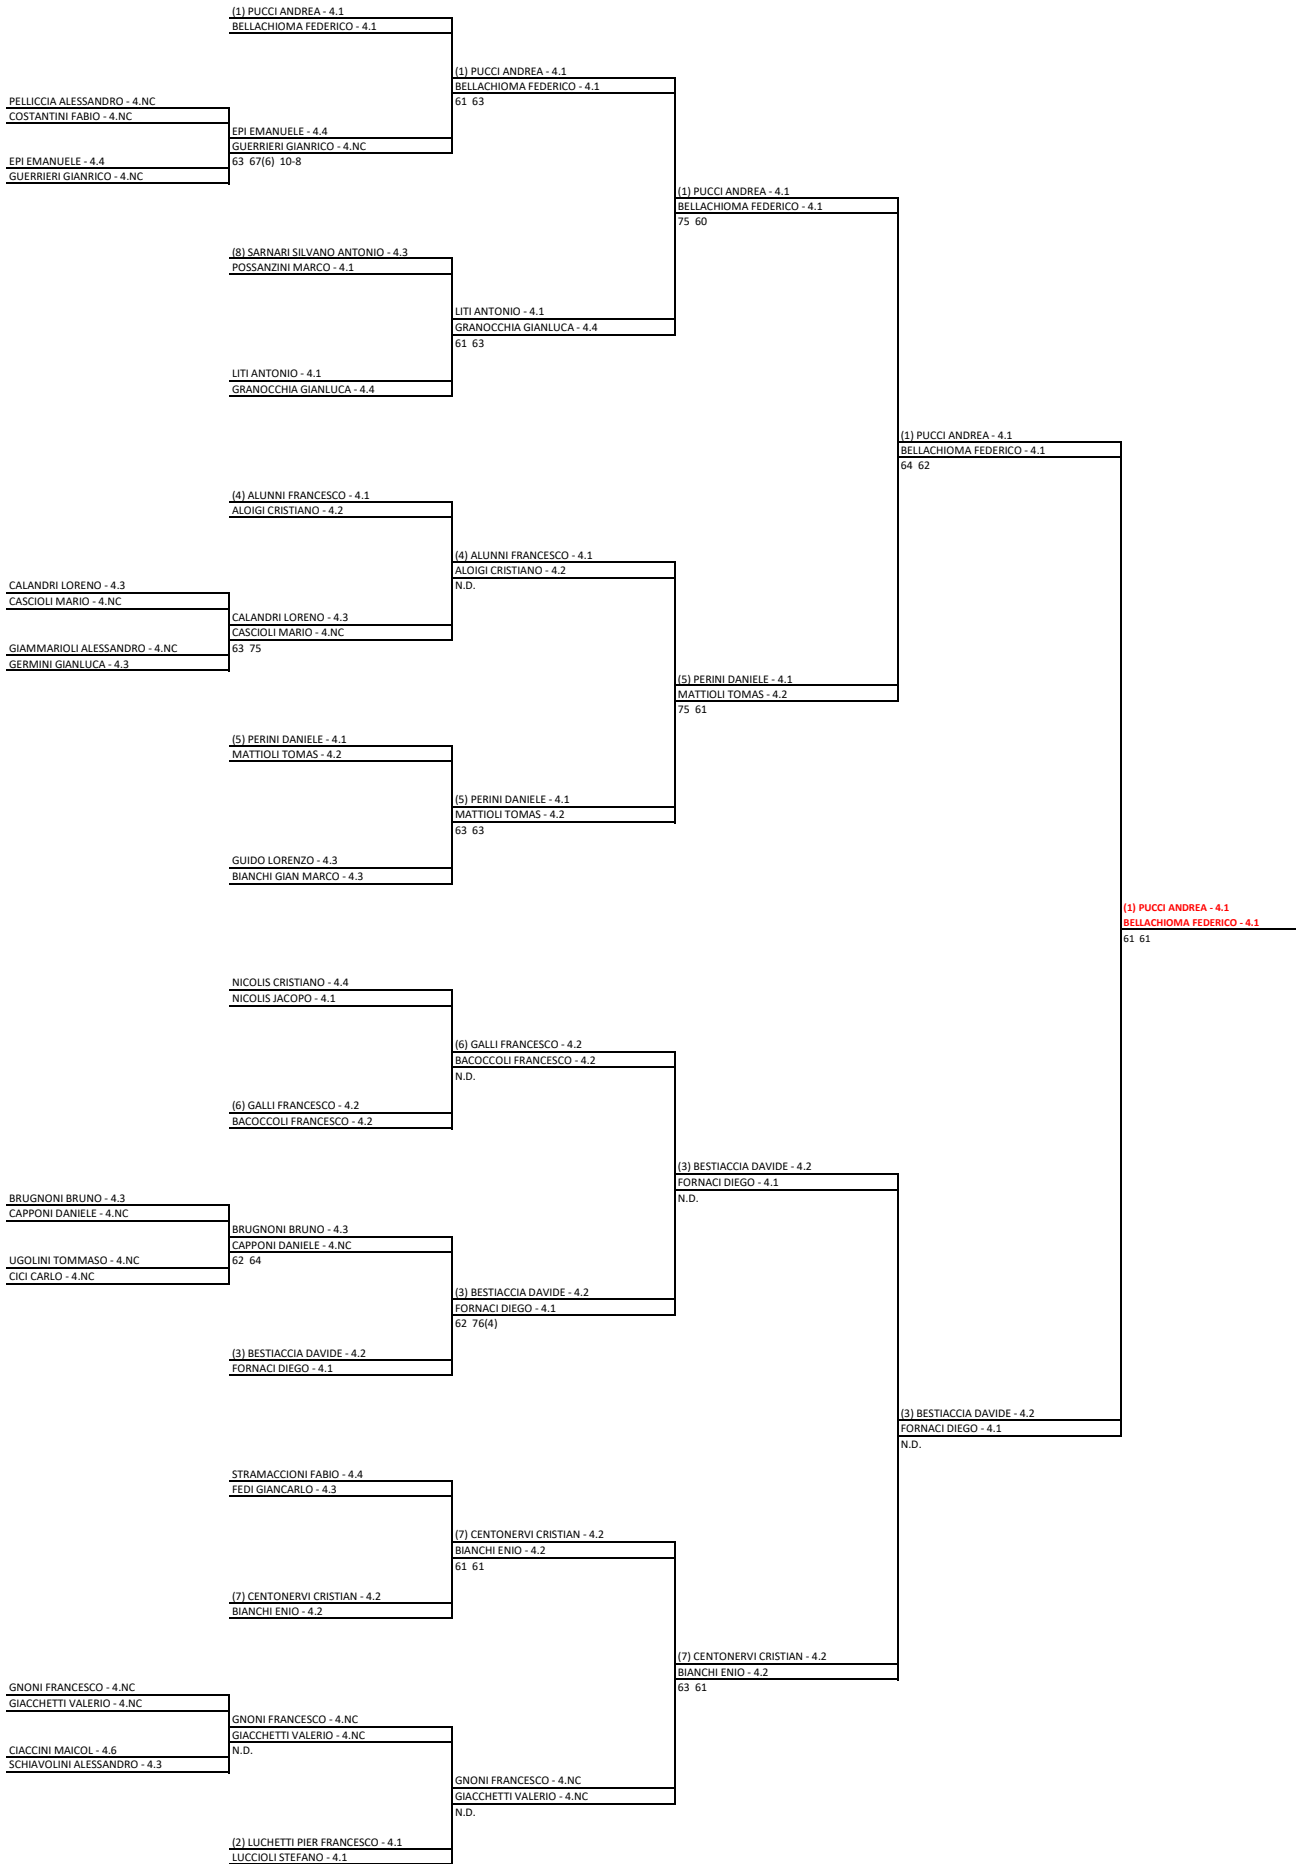 (1) PUCCI ANDREA - 4.1
BELLACHIOMA FEDERICO - 4.1
(1) PUCCI ANDREA - 4.1
BELLACHIOMA FEDERICO - 4.1
61 63
PELLICCIA ALESSANDRO - 4.NC
COSTANTINI FABIO - 4.NC
EPI EMANUELE - 4.4
GUERRIERI GIANRICO - 4.NC
63 67(6) 10-8
EPI EMANUELE - 4.4
GUERRIERI GIANRICO - 4.NC
(1) PUCCI ANDREA - 4.1
BELLACHIOMA FEDERICO - 4.1
75 60
(8) SARNARI SILVANO ANTONIO - 4.3
POSSANZINI MARCO - 4.1
LITI ANTONIO - 4.1
GRANOCCHIA GIANLUCA - 4.4
61 63
LITI ANTONIO - 4.1
GRANOCCHIA GIANLUCA - 4.4
(1) PUCCI ANDREA - 4.1
BELLACHIOMA FEDERICO - 4.1
64 62
(4) ALUNNI FRANCESCO - 4.1
ALOIGI CRISTIANO - 4.2
(4) ALUNNI FRANCESCO - 4.1
ALOIGI CRISTIANO - 4.2
N.D.
CALANDRI LORENO - 4.3
CASCIOLI MARIO - 4.NC
CALANDRI LORENO - 4.3
CASCIOLI MARIO - 4.NC
63 75
GIAMMARIOLI ALESSANDRO - 4.NC
GERMINI GIANLUCA - 4.3
(5) PERINI DANIELE - 4.1
MATTIOLI TOMAS - 4.2
75 61
(5) PERINI DANIELE - 4.1
MATTIOLI TOMAS - 4.2
(5) PERINI DANIELE - 4.1
MATTIOLI TOMAS - 4.2
63 63
GUIDO LORENZO - 4.3
BIANCHI GIAN MARCO - 4.3
(1) PUCCI ANDREA - 4.1
BELLACHIOMA FEDERICO - 4.1
61 61
NICOLIS CRISTIANO - 4.4
NICOLIS JACOPO - 4.1
(6) GALLI FRANCESCO - 4.2
BACOCCOLI FRANCESCO - 4.2
N.D.
(6) GALLI FRANCESCO - 4.2
BACOCCOLI FRANCESCO - 4.2
(3) BESTIACCIA DAVIDE - 4.2
FORNACI DIEGO - 4.1
N.D.
BRUGNONI BRUNO - 4.3
CAPPONI DANIELE - 4.NC
BRUGNONI BRUNO - 4.3
CAPPONI DANIELE - 4.NC
62 64
UGOLINI TOMMASO - 4.NC
CICI CARLO - 4.NC
(3) BESTIACCIA DAVIDE - 4.2
FORNACI DIEGO - 4.1
62 76(4)
(3) BESTIACCIA DAVIDE - 4.2
FORNACI DIEGO - 4.1
(3) BESTIACCIA DAVIDE - 4.2
FORNACI DIEGO - 4.1
N.D.
STRAMACCIONI FABIO - 4.4
FEDI GIANCARLO - 4.3
(7) CENTONERVI CRISTIAN - 4.2
BIANCHI ENIO - 4.2
61 61
(7) CENTONERVI CRISTIAN - 4.2
BIANCHI ENIO - 4.2
(7) CENTONERVI CRISTIAN - 4.2
BIANCHI ENIO - 4.2
63 61
GNONI FRANCESCO - 4.NC
GIACCHETTI VALERIO - 4.NC
GNONI FRANCESCO - 4.NC
GIACCHETTI VALERIO - 4.NC
N.D.
CIACCINI MAICOL - 4.6
SCHIAVOLINI ALESSANDRO - 4.3
GNONI FRANCESCO - 4.NC
GIACCHETTI VALERIO - 4.NC
N.D.
(2) LUCHETTI PIER FRANCESCO - 4.1
LUCCIOLI STEFANO - 4.1